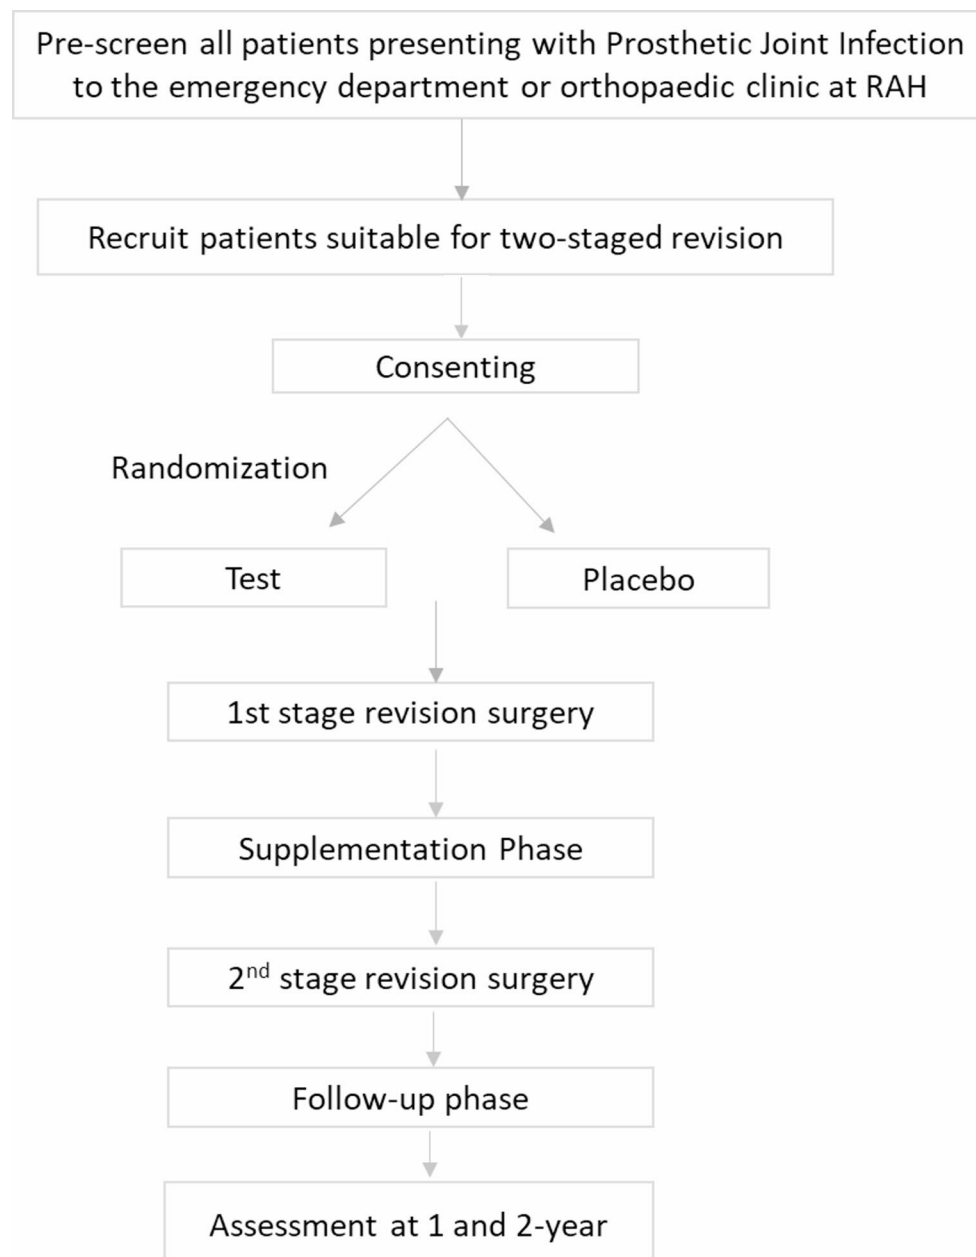 Pre-screen all patients presenting with Prosthetic Joint Infection
to the emergency department or orthopaedic clinic at RAH
Recruit patients suitable for two-staged revision
Consenting
Randomization
Test
Placebo
1st stage revision surgery
Supplementation Phase
2nd stage revision surgery
Follow-up phase
Assessment at 1 and 2-year